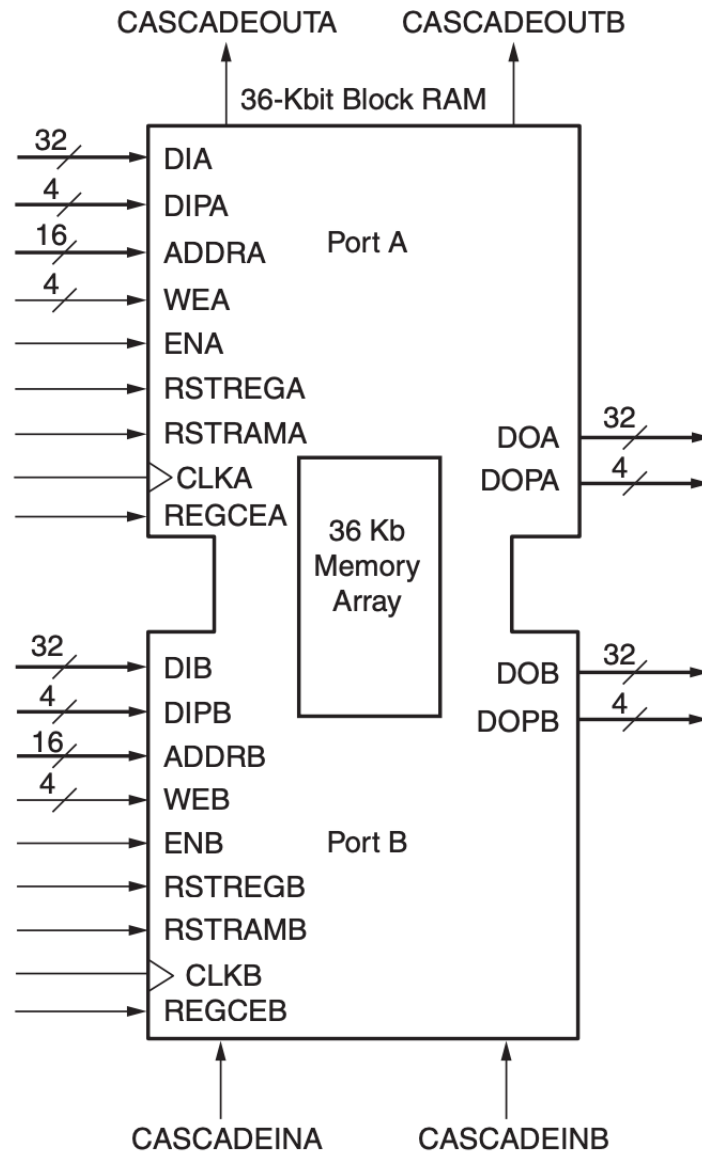 CASCADEOUTA CASCADEOUTB
36-Kbit Block RAM
32
DIA
4
DIPA
16
ADDRA
Port A
4
WEA
ENA
RSTREGA
RSTRAMA
DOA
32
CLKA
DOPA
4
REGCEA
36 Kb
Memory
Array
32
DIB
DOB
32
4
DIPB
DOPB
4
16
ADDRB
4
WEB
ENB
Port B
RSTREGB
RSTRAMB
CLKB
REGCEB
CASCADEINA CASCADEINB